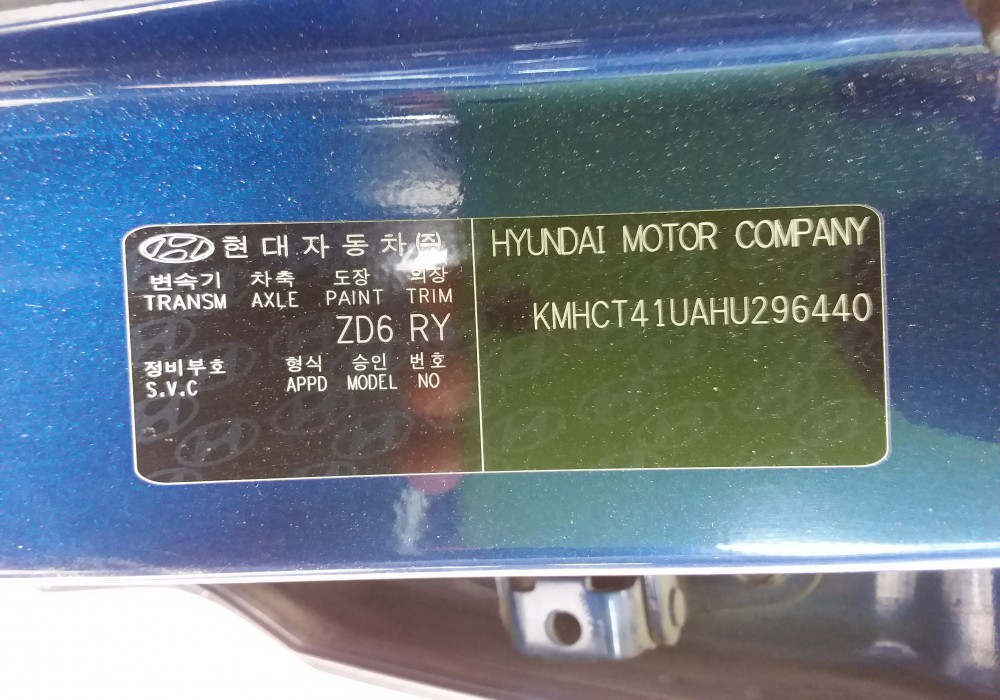 현대자동차(주)
변속기 차축 도장 의장
TRANSM AXLE PAINT TRIM
ZD6 RY
정비부호 형식 승인 번호
S.V.C APPD MODEL NO
HYUNDAI MOTOR COMPANY
KMHCT41UAHU296440